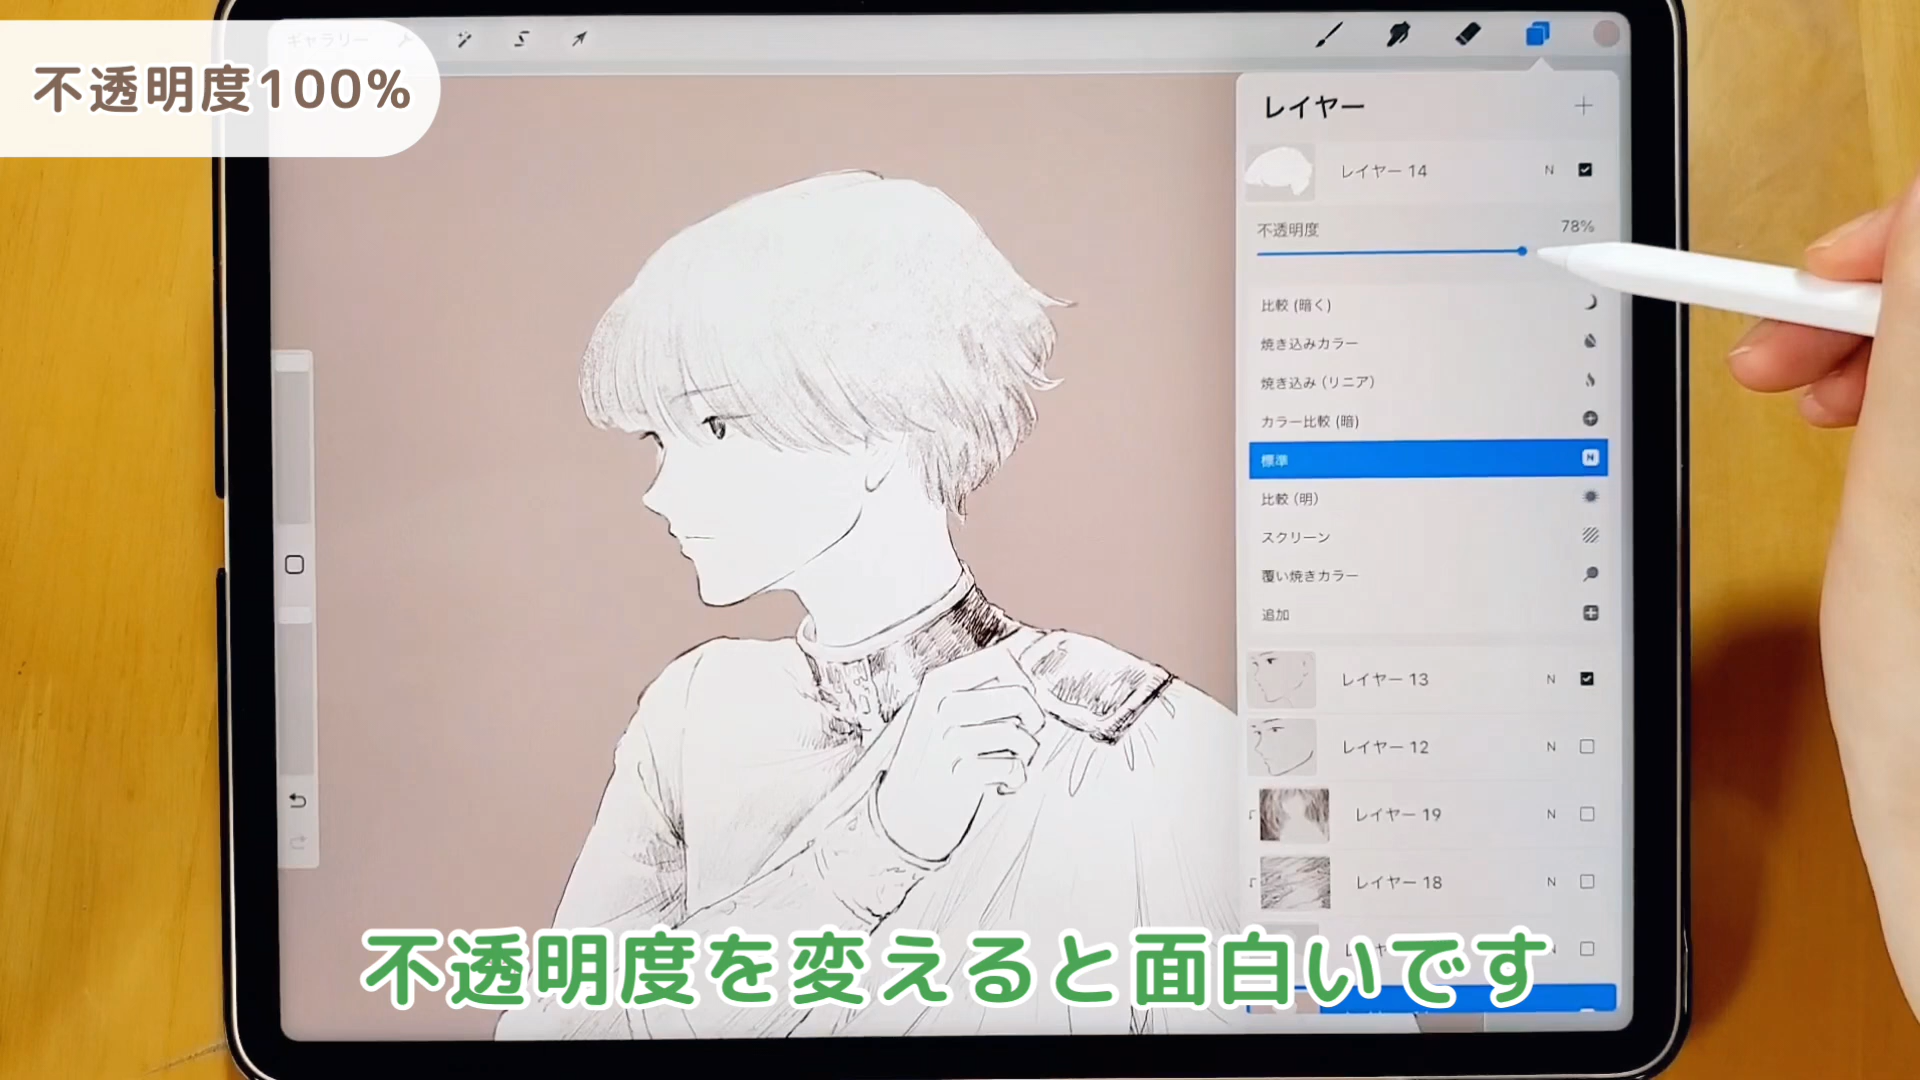 ギャラリー
不透明度100%
レイヤー
レイヤー 14 N
不透明度 78%
比較 (暗く)
焼き込みカラー
焼き込み (リニア)
カラー比較 (暗)
標準 N
比較 (明)
スクリーン
覆い焼きカラー
追加
レイヤー 13 N
レイヤー 12 N
レイヤー 19 N
レイヤー 18 N
不透明度を変えると面白いです